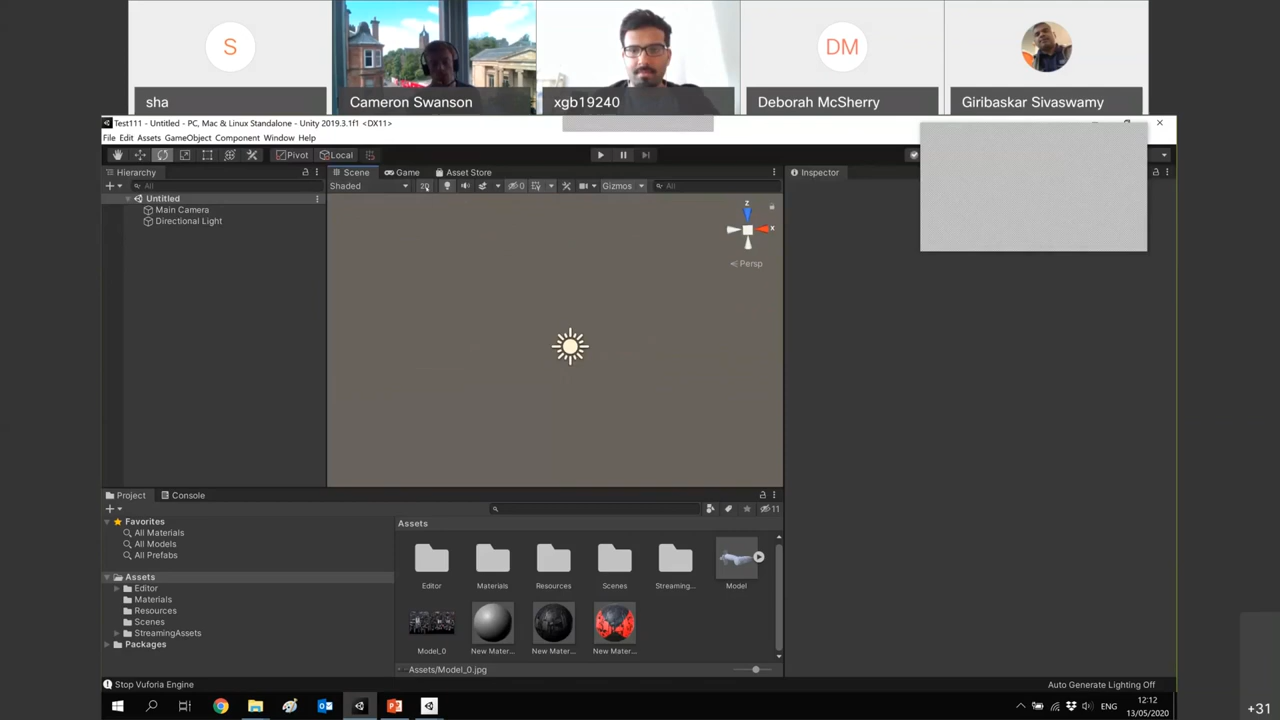 S
DM
sha
Cameron Swanson
xgb19240
Deborah McSherry
Giribaskar Sivaswamy
Test111 - Untitled - PC, Mac & Linux Standalone - Unity 2019.3.1f1 <DX11>
File Edit Assets GameObject Component Window Help
Pivot Local
Hierarchy
Scene Game Asset Store
Inspector
All
Shaded 2D 0 Gizmos All
Untitled
Main Camera
Directional Light
z
x
Persp
Project Console
11
Favorites
Assets
All Materials
All Models
All Prefabs
Assets
Editor Materials Resources Scenes Streaming... Model
Editor
Materials
Resources
Scenes
StreamingAssets
Packages
Model_0 New Mater... New Mater... New Mater...
Assets/Model_0.jpg
Stop Vuforia Engine
Auto Generate Lighting Off
ENG
12:12
13/05/2020
+31